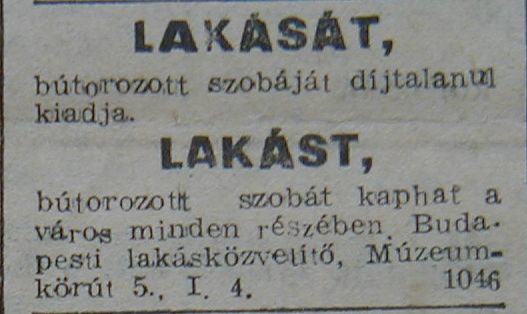 LAKÁSÁT,
bútorozott szobáját díjtalanul
kiadja.
LAKÁST,
bútorozott szobát kaphat a
város minden részében. Buda-
pesti lakásközvetítő, Múzeum-
körút 5., I. 4. 1046